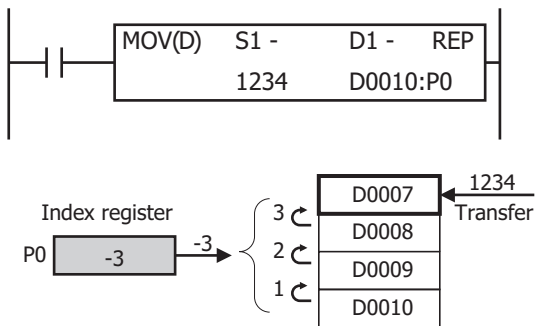 MOV(D) S1 - D1 - REP
1234 D0010:P0
Index register
P0 -3 -3
3 2 1
D0007
D0008
D0009
D0010
1234
Transfer